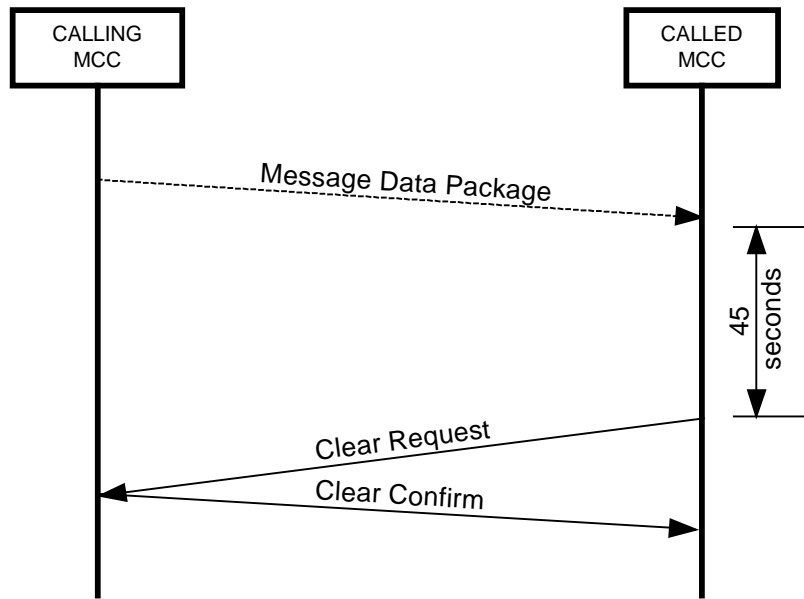 CALLING
MCC
CALLED
MCC
Message Data Package
45
seconds
Clear Request
Clear Confirm